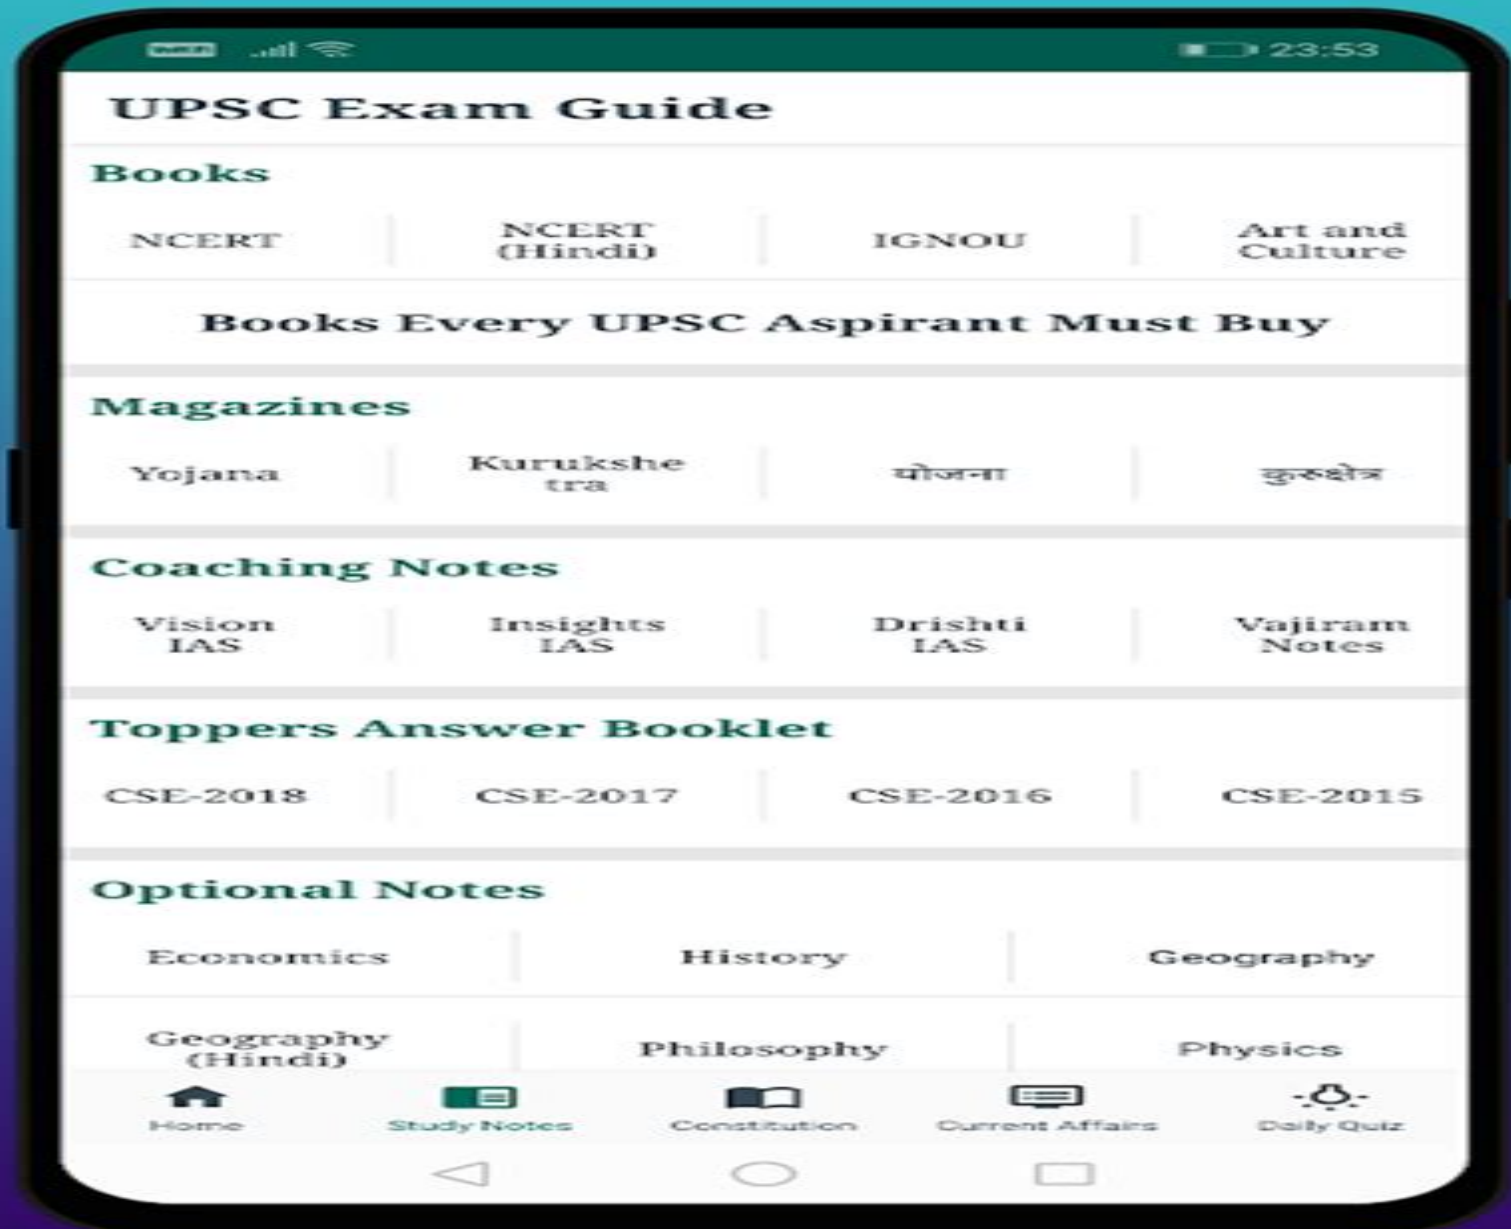 23:53
UPSC Exam Guide
Books
NCERT
NCERT
(Hindi)
IGNOU
Art and
Culture
Books Every UPSC Aspirant Must Buy
Magazines
Yojana
Kurukshe
tra
योजना
कुरुक्षेत्र
Coaching Notes
Vision
IAS
Insights
IAS
Drishti
IAS
Vajiram
Notes
Toppers Answer Booklet
CSE-2018
CSE-2017
CSE-2016
CSE-2015
Optional Notes
Economics
History
Geography
Geography
(Hindi)
Philosophy
Physics
Home
Study Notes
Constitution
Current Affairs
Daily Quiz